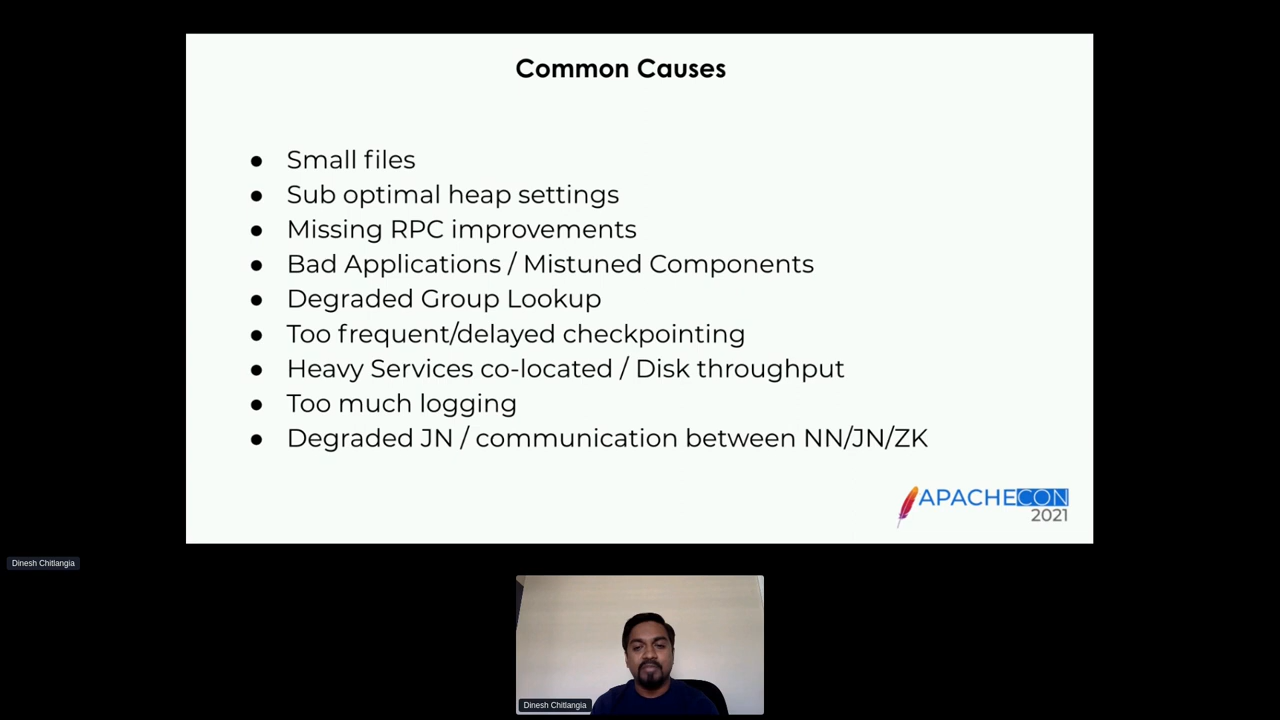 Common Causes
● Small files
● Sub optimal heap settings
● Missing RPC improvements
● Bad Applications / Mistuned Components
● Degraded Group Lookup
● Too frequent/delayed checkpointing
● Heavy Services co-located / Disk throughput
● Too much logging
● Degraded JN / communication between NN/JN/ZK
APACHECON
2021
Dinesh Chitlangia
Dinesh Chitlangia